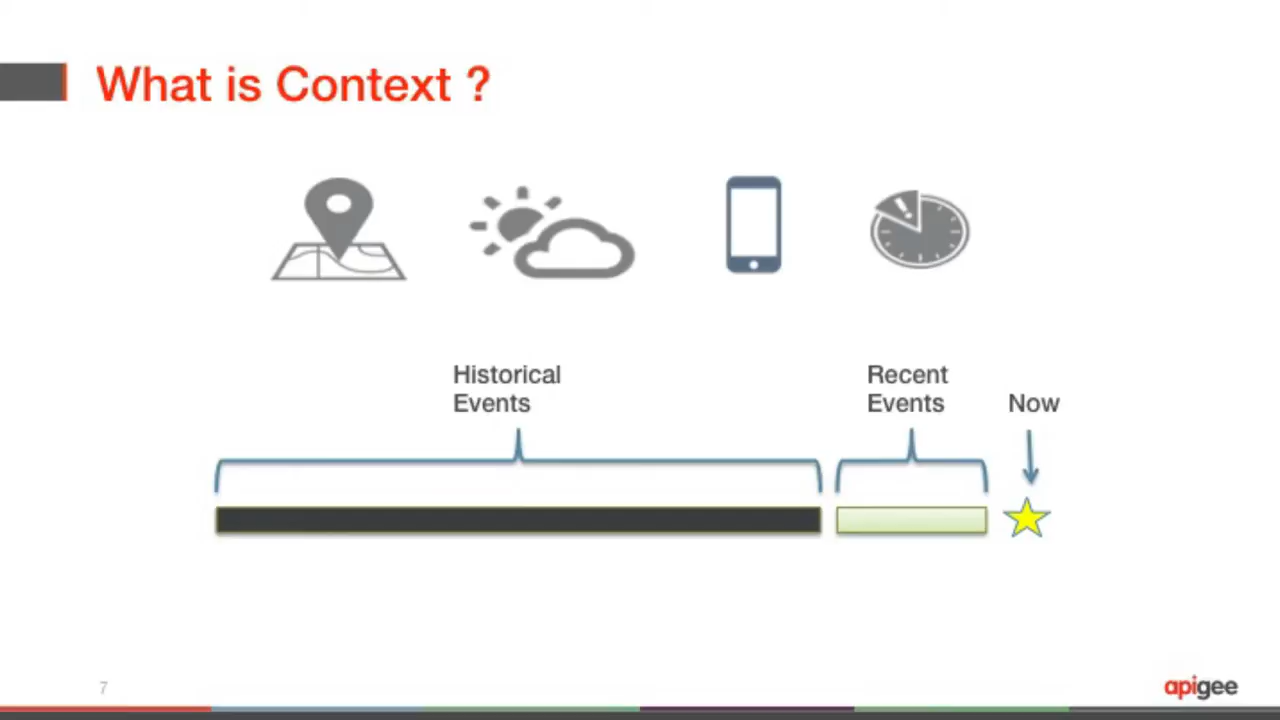 What is Context ?
Historical
Events
Recent
Events
Now
7
apigee